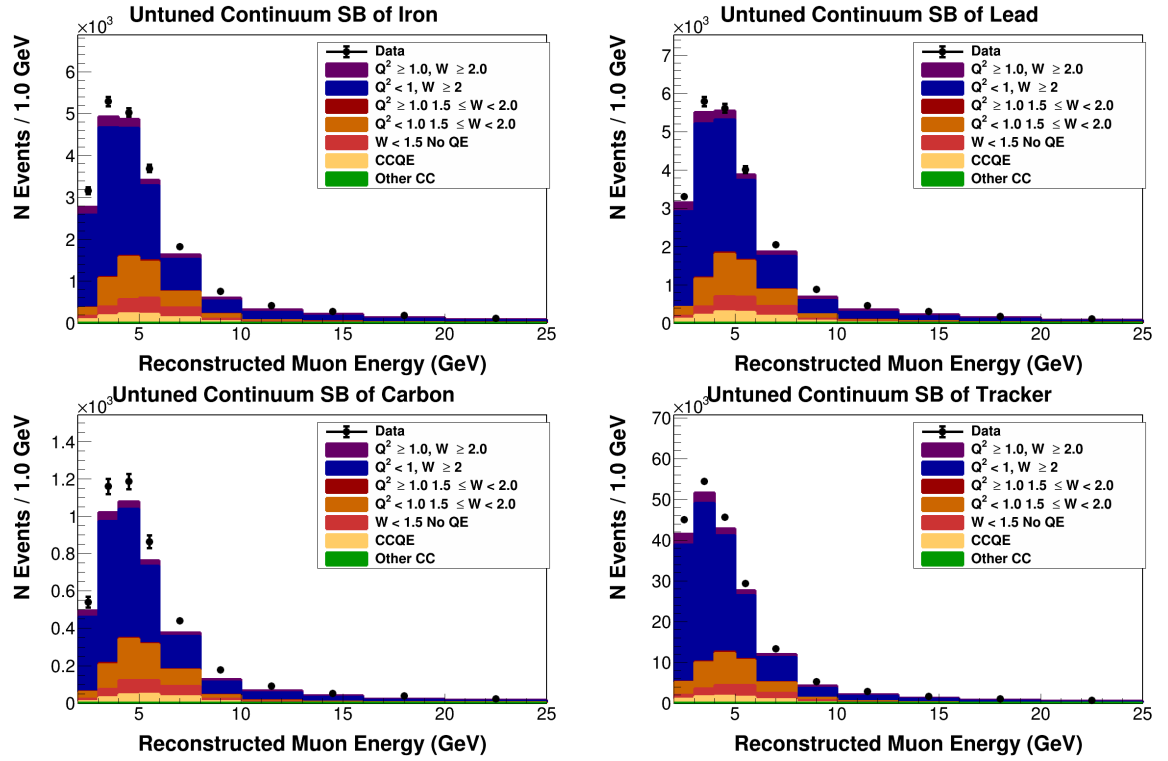 Untuned Continuum SB of Iron
×10³
N Events / 1.0 GeV
6
5
4
3
2
1
0
Data
Q² ≥ 1.0, W ≥ 2.0
Q² < 1, W ≥ 2
Q² ≥ 1.0 1.5 ≤ W < 2.0
Q² < 1.0 1.5 ≤ W < 2.0
W < 1.5 No QE
CCQE
Other CC
5 10 15 20 25
Reconstructed Muon Energy (GeV)
Untuned Continuum SB of Lead
×10³
N Events / 1.0 GeV
7
6
5
4
3
2
1
0
Data
Q² ≥ 1.0, W ≥ 2.0
Q² < 1, W ≥ 2
Q² ≥ 1.0 1.5 ≤ W < 2.0
Q² < 1.0 1.5 ≤ W < 2.0
W < 1.5 No QE
CCQE
Other CC
5 10 15 20 25
Reconstructed Muon Energy (GeV)
Untuned Continuum SB of Carbon
×10³
N Events / 1.0 GeV
1.4
1.2
1
0.8
0.6
0.4
0.2
0
Data
Q² ≥ 1.0, W ≥ 2.0
Q² < 1, W ≥ 2
Q² ≥ 1.0 1.5 ≤ W < 2.0
Q² < 1.0 1.5 ≤ W < 2.0
W < 1.5 No QE
CCQE
Other CC
5 10 15 20 25
Reconstructed Muon Energy (GeV)
Untuned Continuum SB of Tracker
×10³
N Events / 1.0 GeV
70
60
50
40
30
20
10
0
Data
Q² ≥ 1.0, W ≥ 2.0
Q² < 1, W ≥ 2
Q² ≥ 1.0 1.5 ≤ W < 2.0
Q² < 1.0 1.5 ≤ W < 2.0
W < 1.5 No QE
CCQE
Other CC
5 10 15 20 25
Reconstructed Muon Energy (GeV)